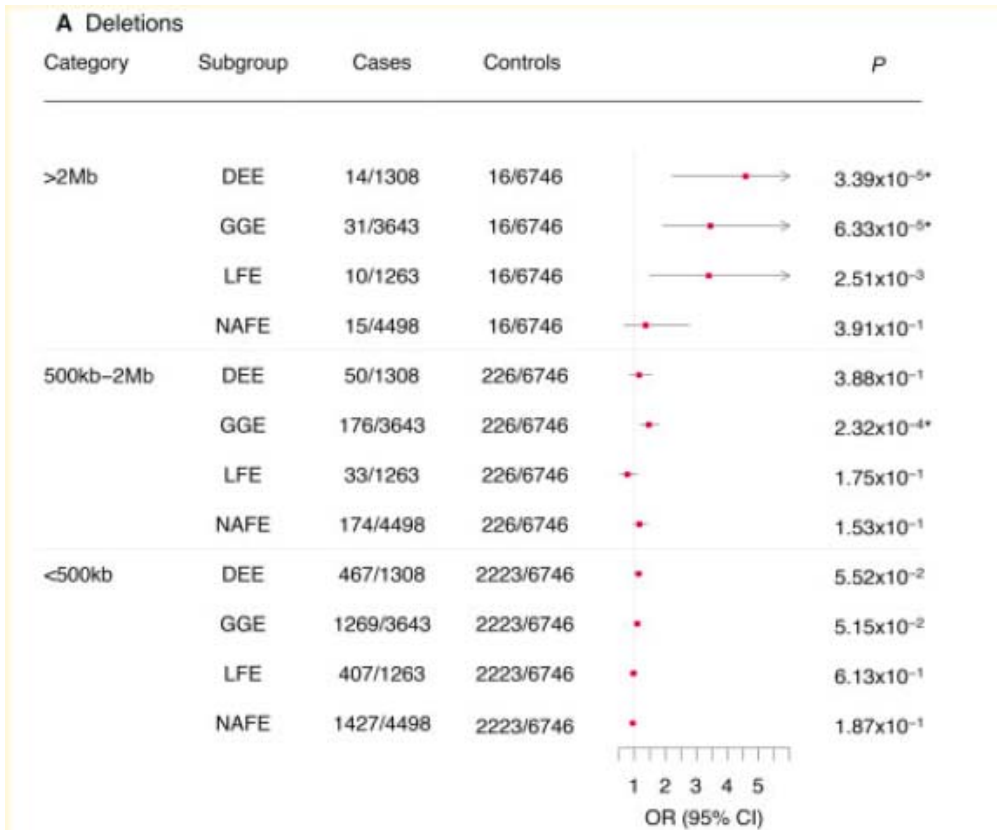 A Deletions
Category Subgroup Cases Controls P
>2Mb DEE 14/1308 16/6746 3.39x10⁻⁵*
GGE 31/3643 16/6746 6.33x10⁻⁵*
LFE 10/1263 16/6746 2.51x10⁻³
NAFE 15/4498 16/6746 3.91x10⁻¹
500kb–2Mb DEE 50/1308 226/6746 3.88x10⁻¹
GGE 176/3643 226/6746 2.32x10⁻⁴*
LFE 33/1263 226/6746 1.75x10⁻¹
NAFE 174/4498 226/6746 1.53x10⁻¹
<500kb DEE 467/1308 2223/6746 5.52x10⁻²
GGE 1269/3643 2223/6746 5.15x10⁻²
LFE 407/1263 2223/6746 6.13x10⁻¹
NAFE 1427/4498 2223/6746 1.87x10⁻¹
1 2 3 4 5
OR (95% CI)